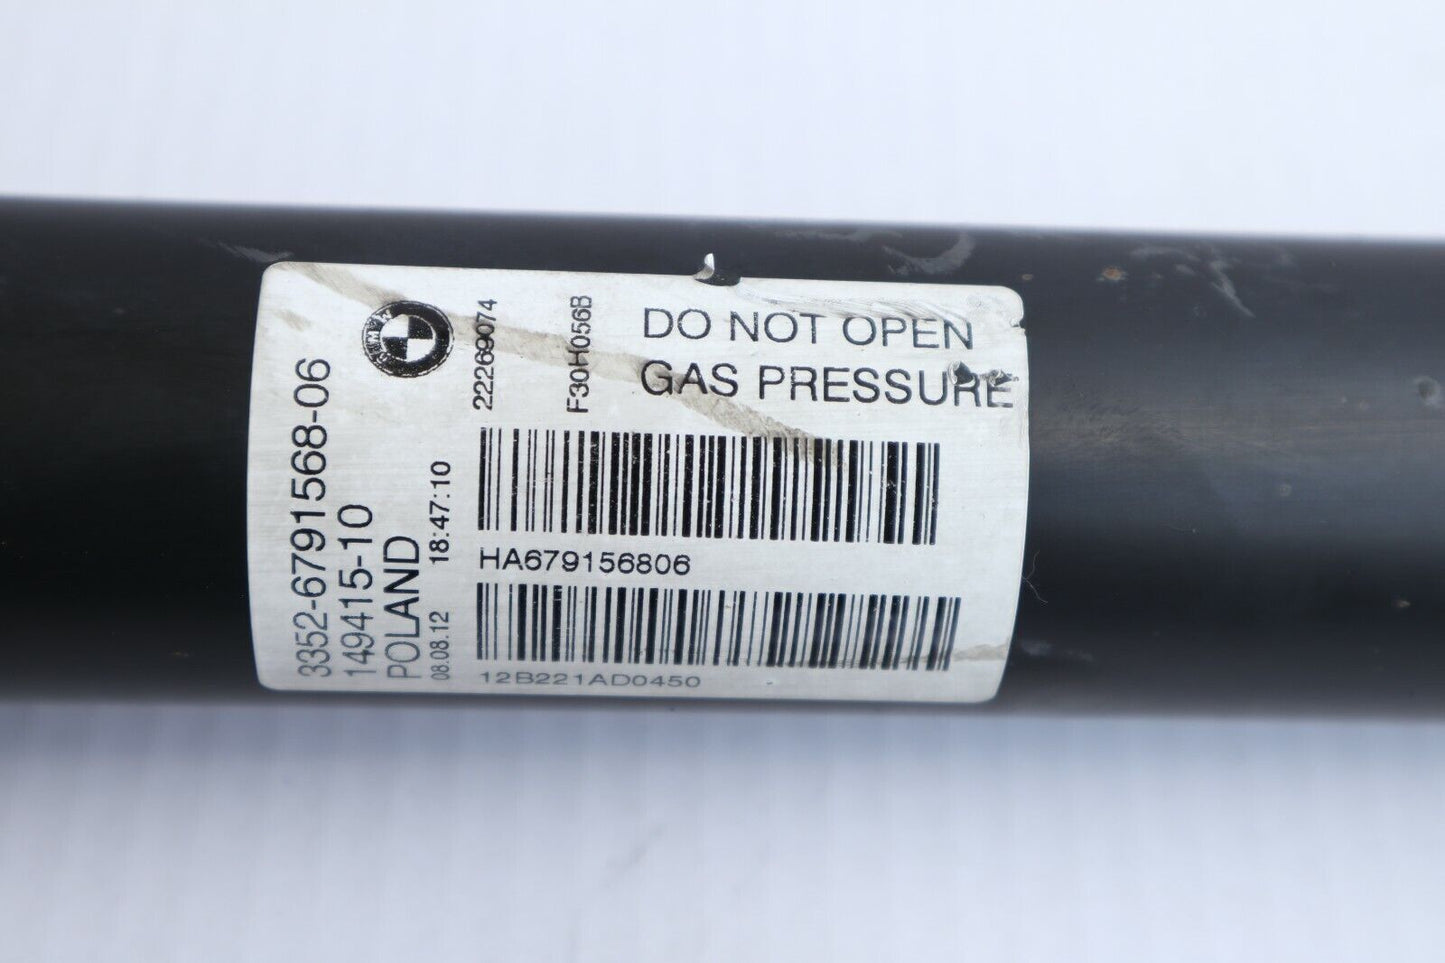 3352-6791568-06
149415-10
POLAND
08.08.12 18:47:10
BMW
22269074
F30H056B
DO NOT OPEN
GAS PRESSURE
HA679156806
12B221AD0450